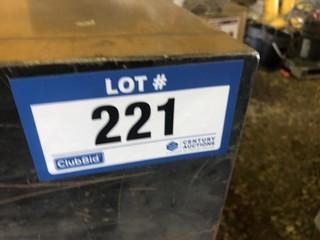 LOT #
221
ClubBid
CENTURY
AUCTIONS